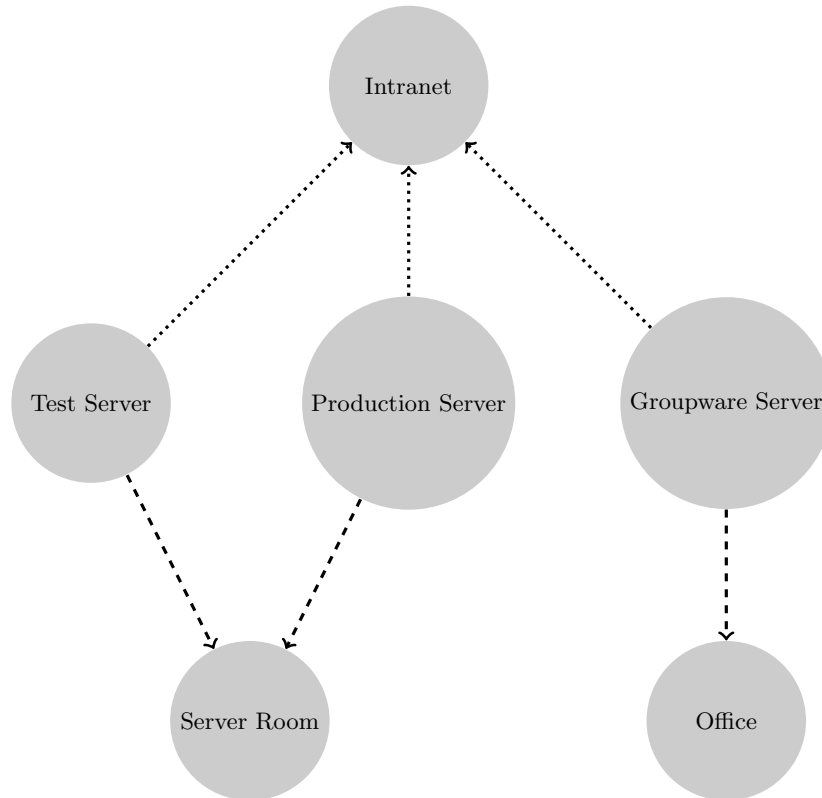 Intranet
Test Server
Production Server
Groupware Server
Server Room
Office